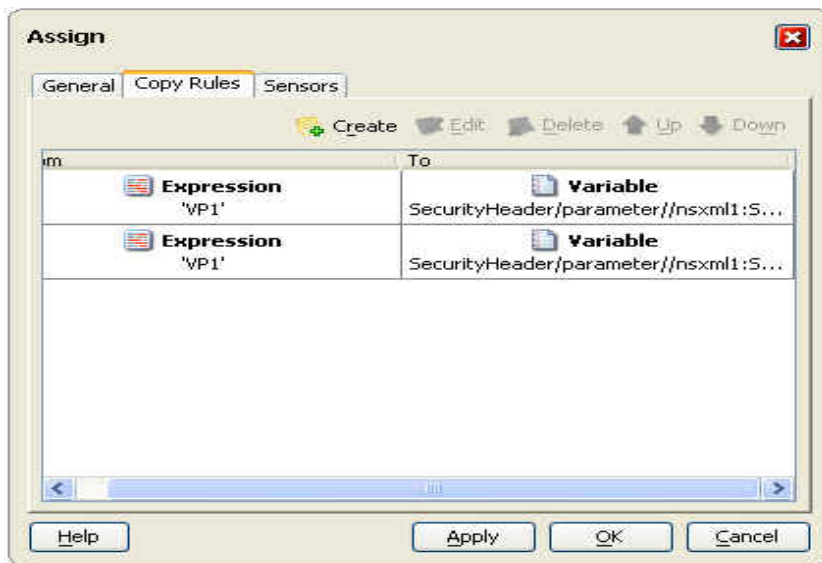 Assign
General Copy Rules Sensors
Create Edit Delete Up Down
om To
Expression Variable
'VP1' SecurityHeader/parameter//nsxml1:S...
Expression Variable
'VP1' SecurityHeader/parameter//nsxml1:S...
Help Apply OK Cancel